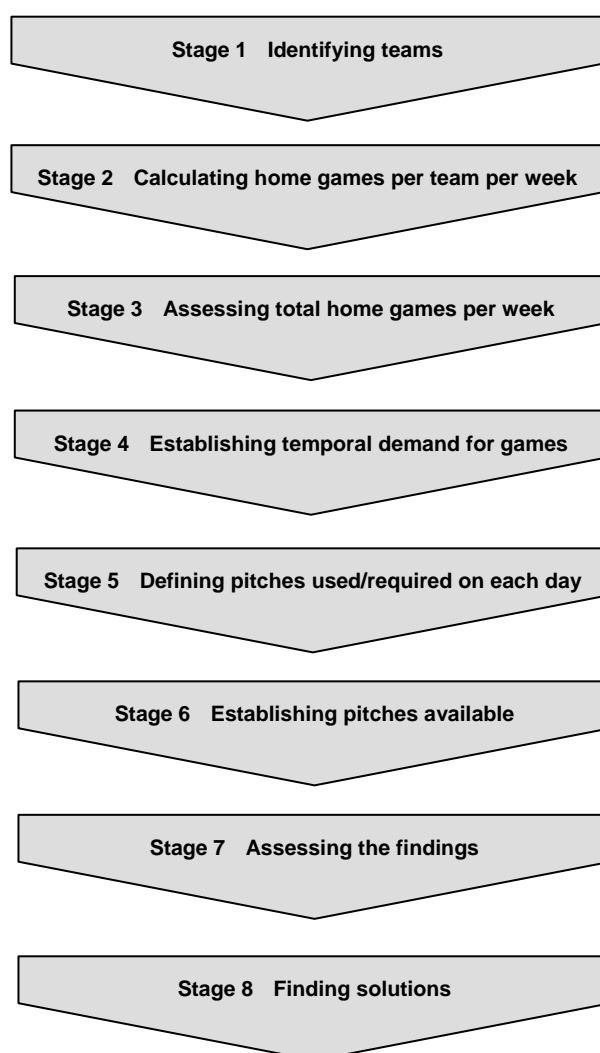 Stage 1 Identifying teams
Stage 2 Calculating home games per team per week
Stage 3 Assessing total home games per week
Stage 4 Establishing temporal demand for games
Stage 5 Defining pitches used/required on each day
Stage 6 Establishing pitches available
Stage 7 Assessing the findings
Stage 8 Finding solutions